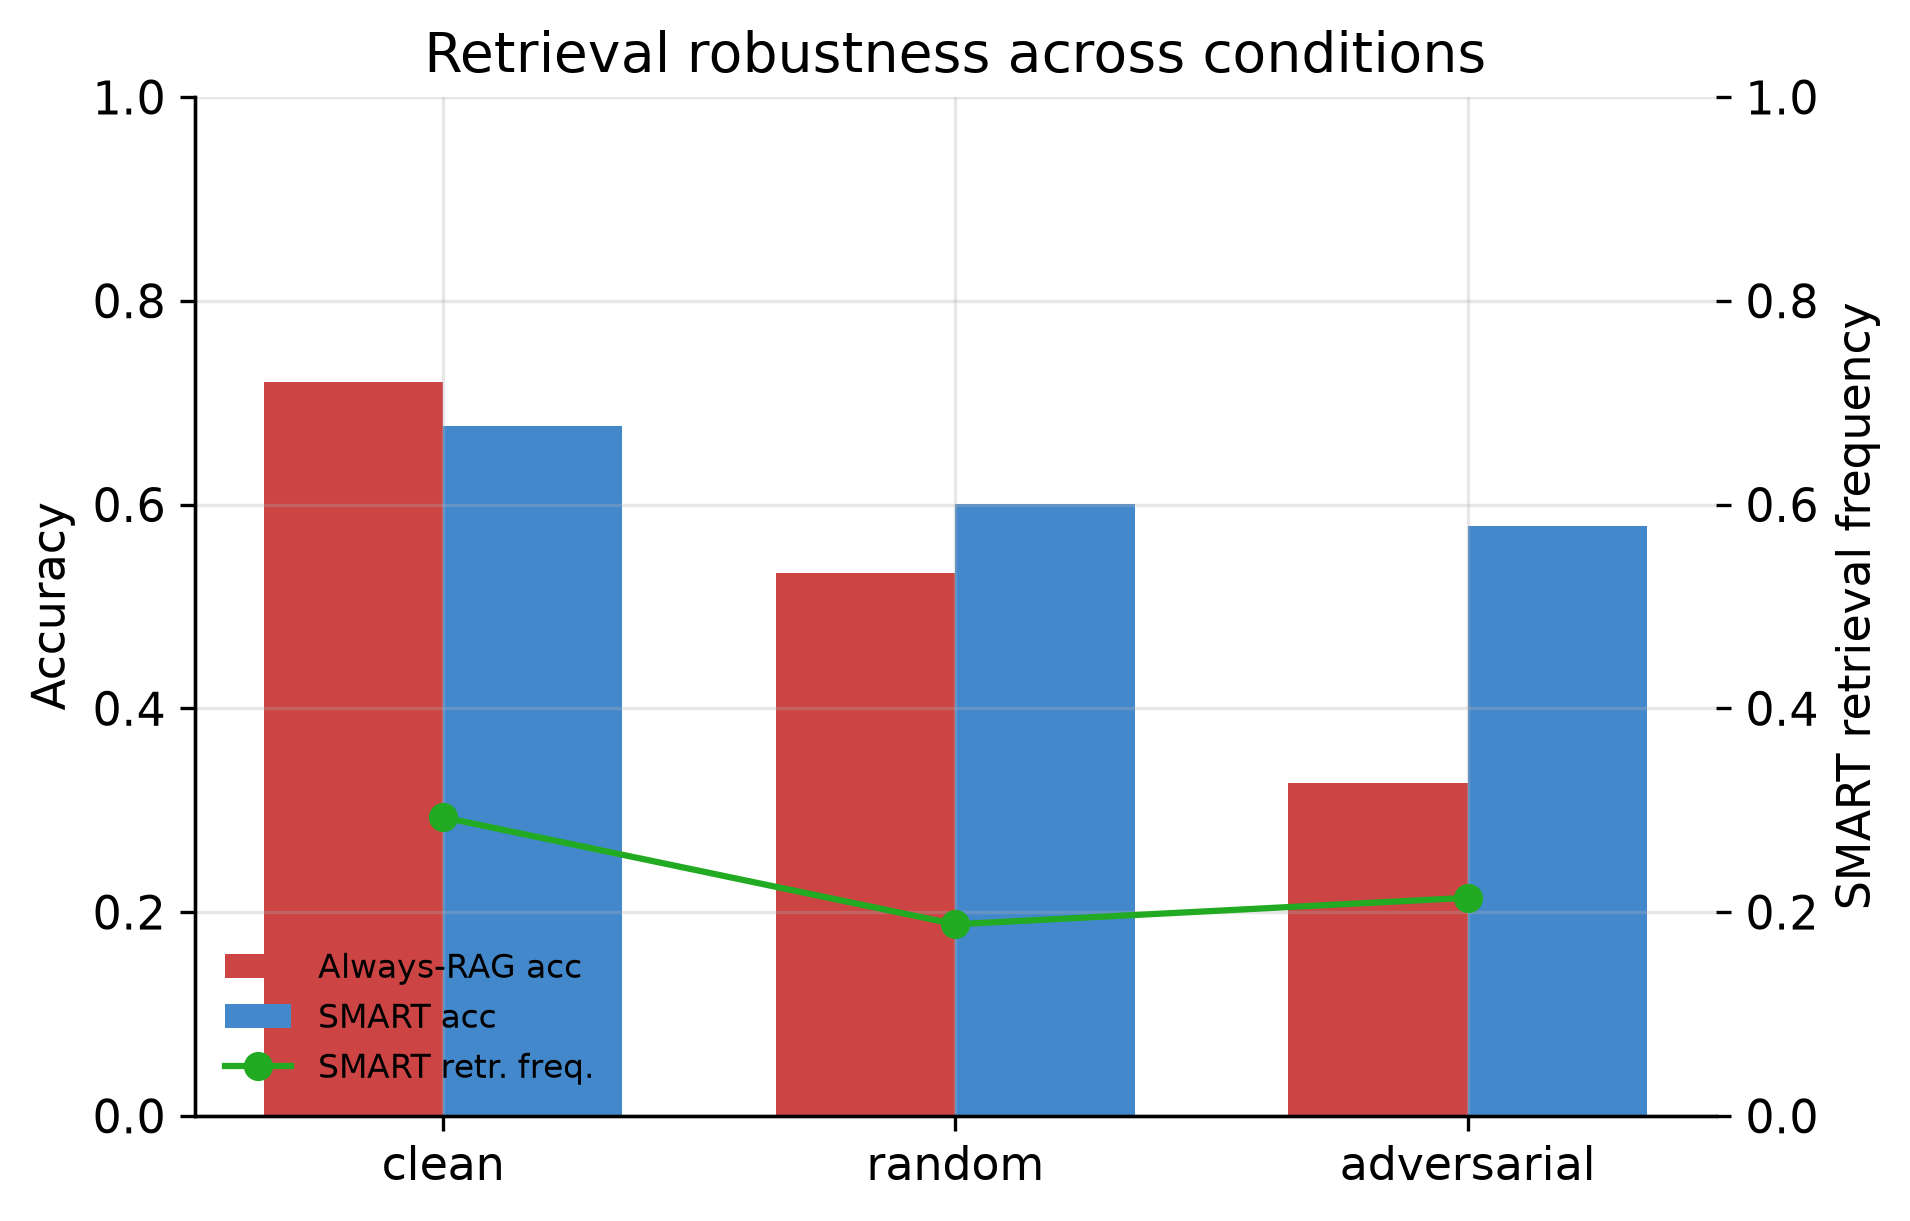 Retrieval robustness across conditions
1.0
0.8
0.6
0.4
0.2
0.0
Accuracy
1.0
0.8
0.6
0.4
0.2
0.0
SMART retrieval frequency
Always-RAG acc
SMART acc
SMART retr. freq.
clean
random
adversarial